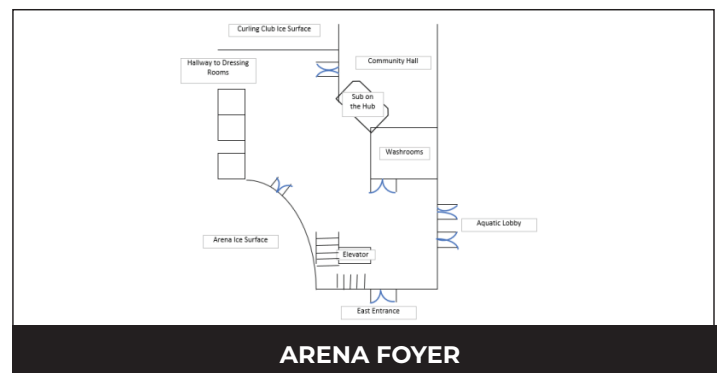 Curling Club Ice Surface
Hallway to Dressing
Rooms
Community Hall
Sub on
the Hub
Washrooms
Aquatic Lobby
Arena Ice Surface
Elevator
East Entrance
ARENA FOYER